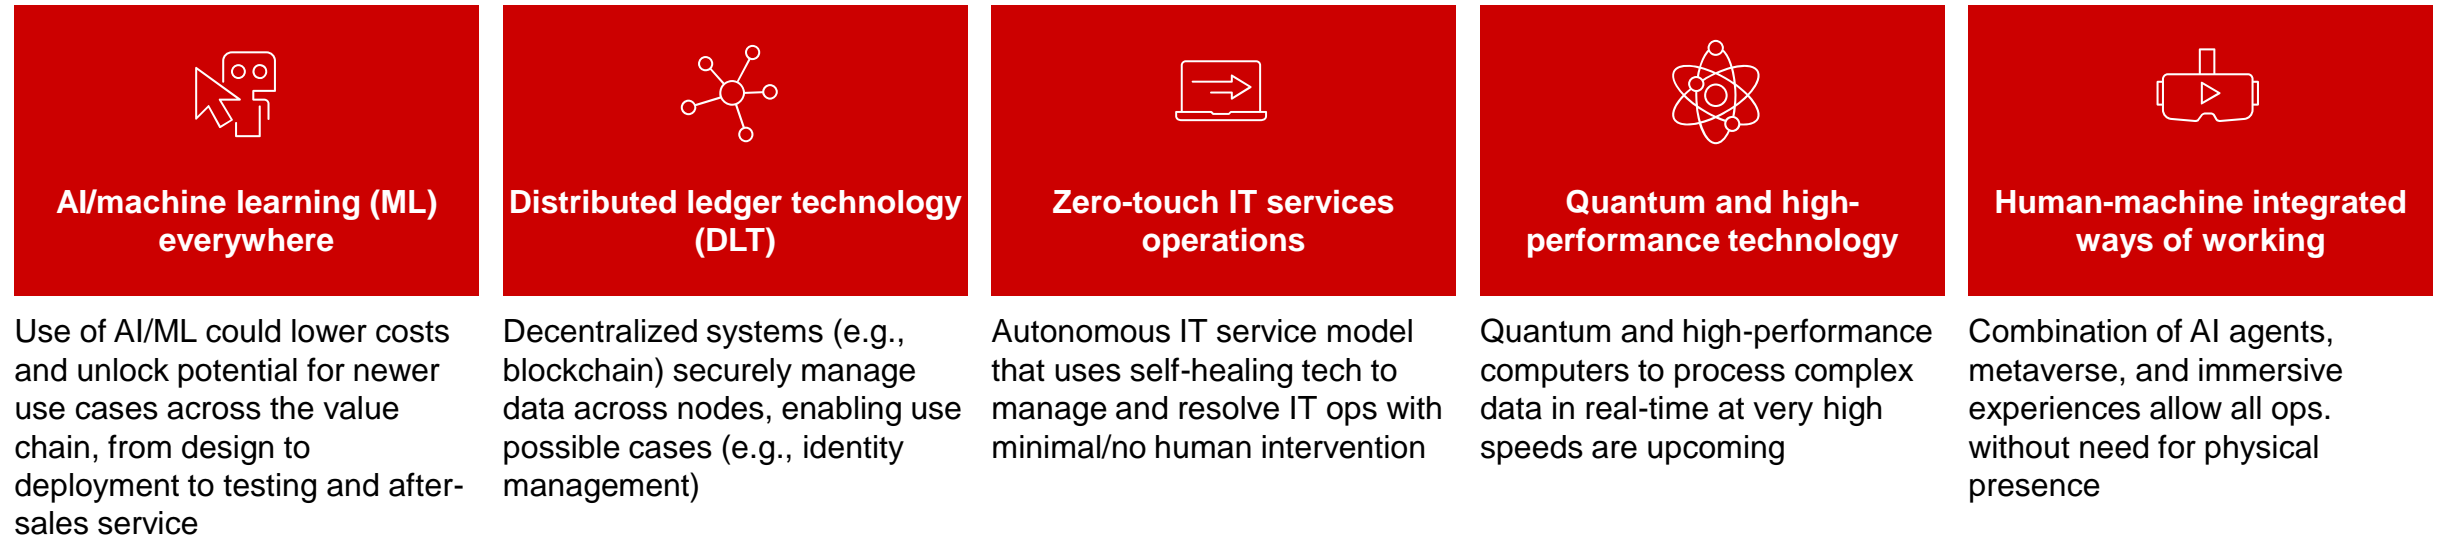 AI/machine learning (ML)
everywhere
Use of AI/ML could lower costs
and unlock potential for newer
use cases across the value
chain, from design to
deployment to testing and after-
sales service
Distributed ledger technology
(DLT)
Decentralized systems (e.g.,
blockchain) securely manage
data across nodes, enabling use
possible cases (e.g., identity
management)
Zero-touch IT services
operations
Autonomous IT service model
that uses self-healing tech to
manage and resolve IT ops with
minimal/no human intervention
Quantum and high-
performance technology
Quantum and high-performance
computers to process complex
data in real-time at very high
speeds are upcoming
Human-machine integrated
ways of working
Combination of AI agents,
metaverse, and immersive
experiences allow all ops.
without need for physical
presence